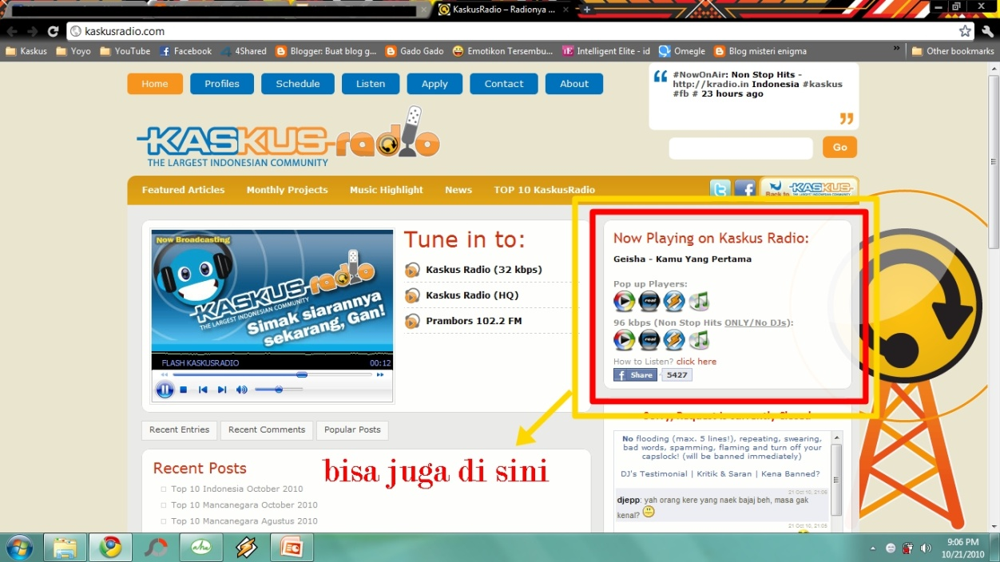 KaskusRadio – Radionya ...
kaskusradio.com
Kaskus Yoyo YouTube Facebook 4Shared Blogger: Buat blog g... Gado Gado Emotikon Tersembu... Intelligent Elite - id Omegle Blog misteri enigma » Other bookmarks
Home Profiles Schedule Listen Apply Contact About
#NowOnAir: Non Stop Hits -
http://kradio.in Indonesia #kaskus
#fb # 23 hours ago
KASKUS radio
THE LARGEST INDONESIAN COMMUNITY
Go
Featured Articles Monthly Projects Music Highlight News TOP 10 KaskusRadio
Back to KASKUS
Now Broadcasting
KASKUS radio
THE LARGEST INDONESIAN COMMUNITY
Simak siarannya
sekarang, Gan!
FLASH KASKUSRADIO 00:12
Tune in to:
Kaskus Radio (32 kbps)
Kaskus Radio (HQ)
Prambors 102.2 FM
Now Playing on Kaskus Radio:
Geisha - Kamu Yang Pertama
Pop up Players:
real
96 kbps (Non Stop Hits ONLY/No DJs):
real
How to Listen? click here
Share 5427
Sorry, Request is currently Closed
No flooding (max. 5 lines!), repeating, swearing,
bad words, spamming, flaming and turn off your
capslock! (will be banned immediately)
DJ's Testimonial | Kritik & Saran | Kena Banned?
21 Oct 10, 21:06
djepp: yah orang kere yang naek bajaj beh, masa gak
kenal?
21 Oct 10, 21:05
Recent Entries Recent Comments Popular Posts
Recent Posts
Top 10 Indonesia October 2010
Top 10 Mancanegara October 2010
Top 10 Mancanegara Agustus 2010
bisa juga di sini
aha
9:06 PM
10/21/2010